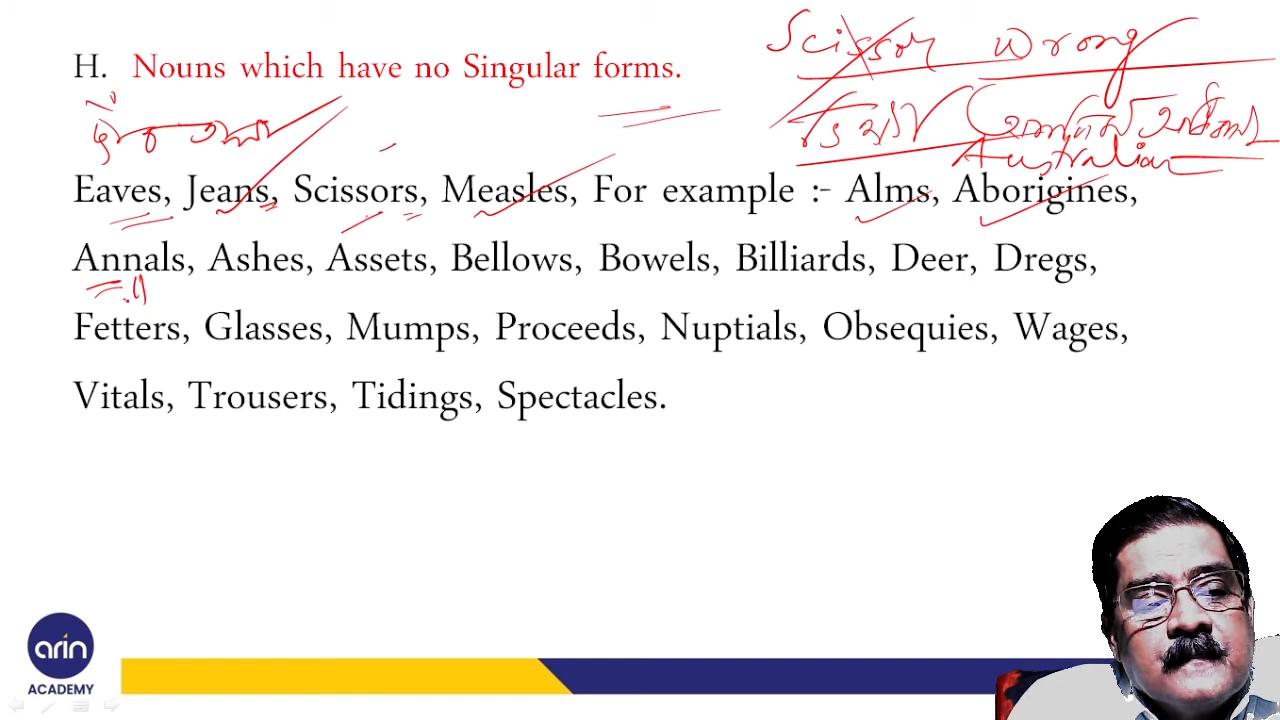 Scissor wrong
H. Nouns which have no Singular forms.
Australian
Eaves, Jeans, Scissors, Measles, For example :- Alms, Aborigines,
Annals, Ashes, Assets, Bellows, Bowels, Billiards, Deer, Dregs,
Fetters, Glasses, Mumps, Proceeds, Nuptials, Obsequies, Wages,
Vitals, Trousers, Tidings, Spectacles.
arin
ACADEMY